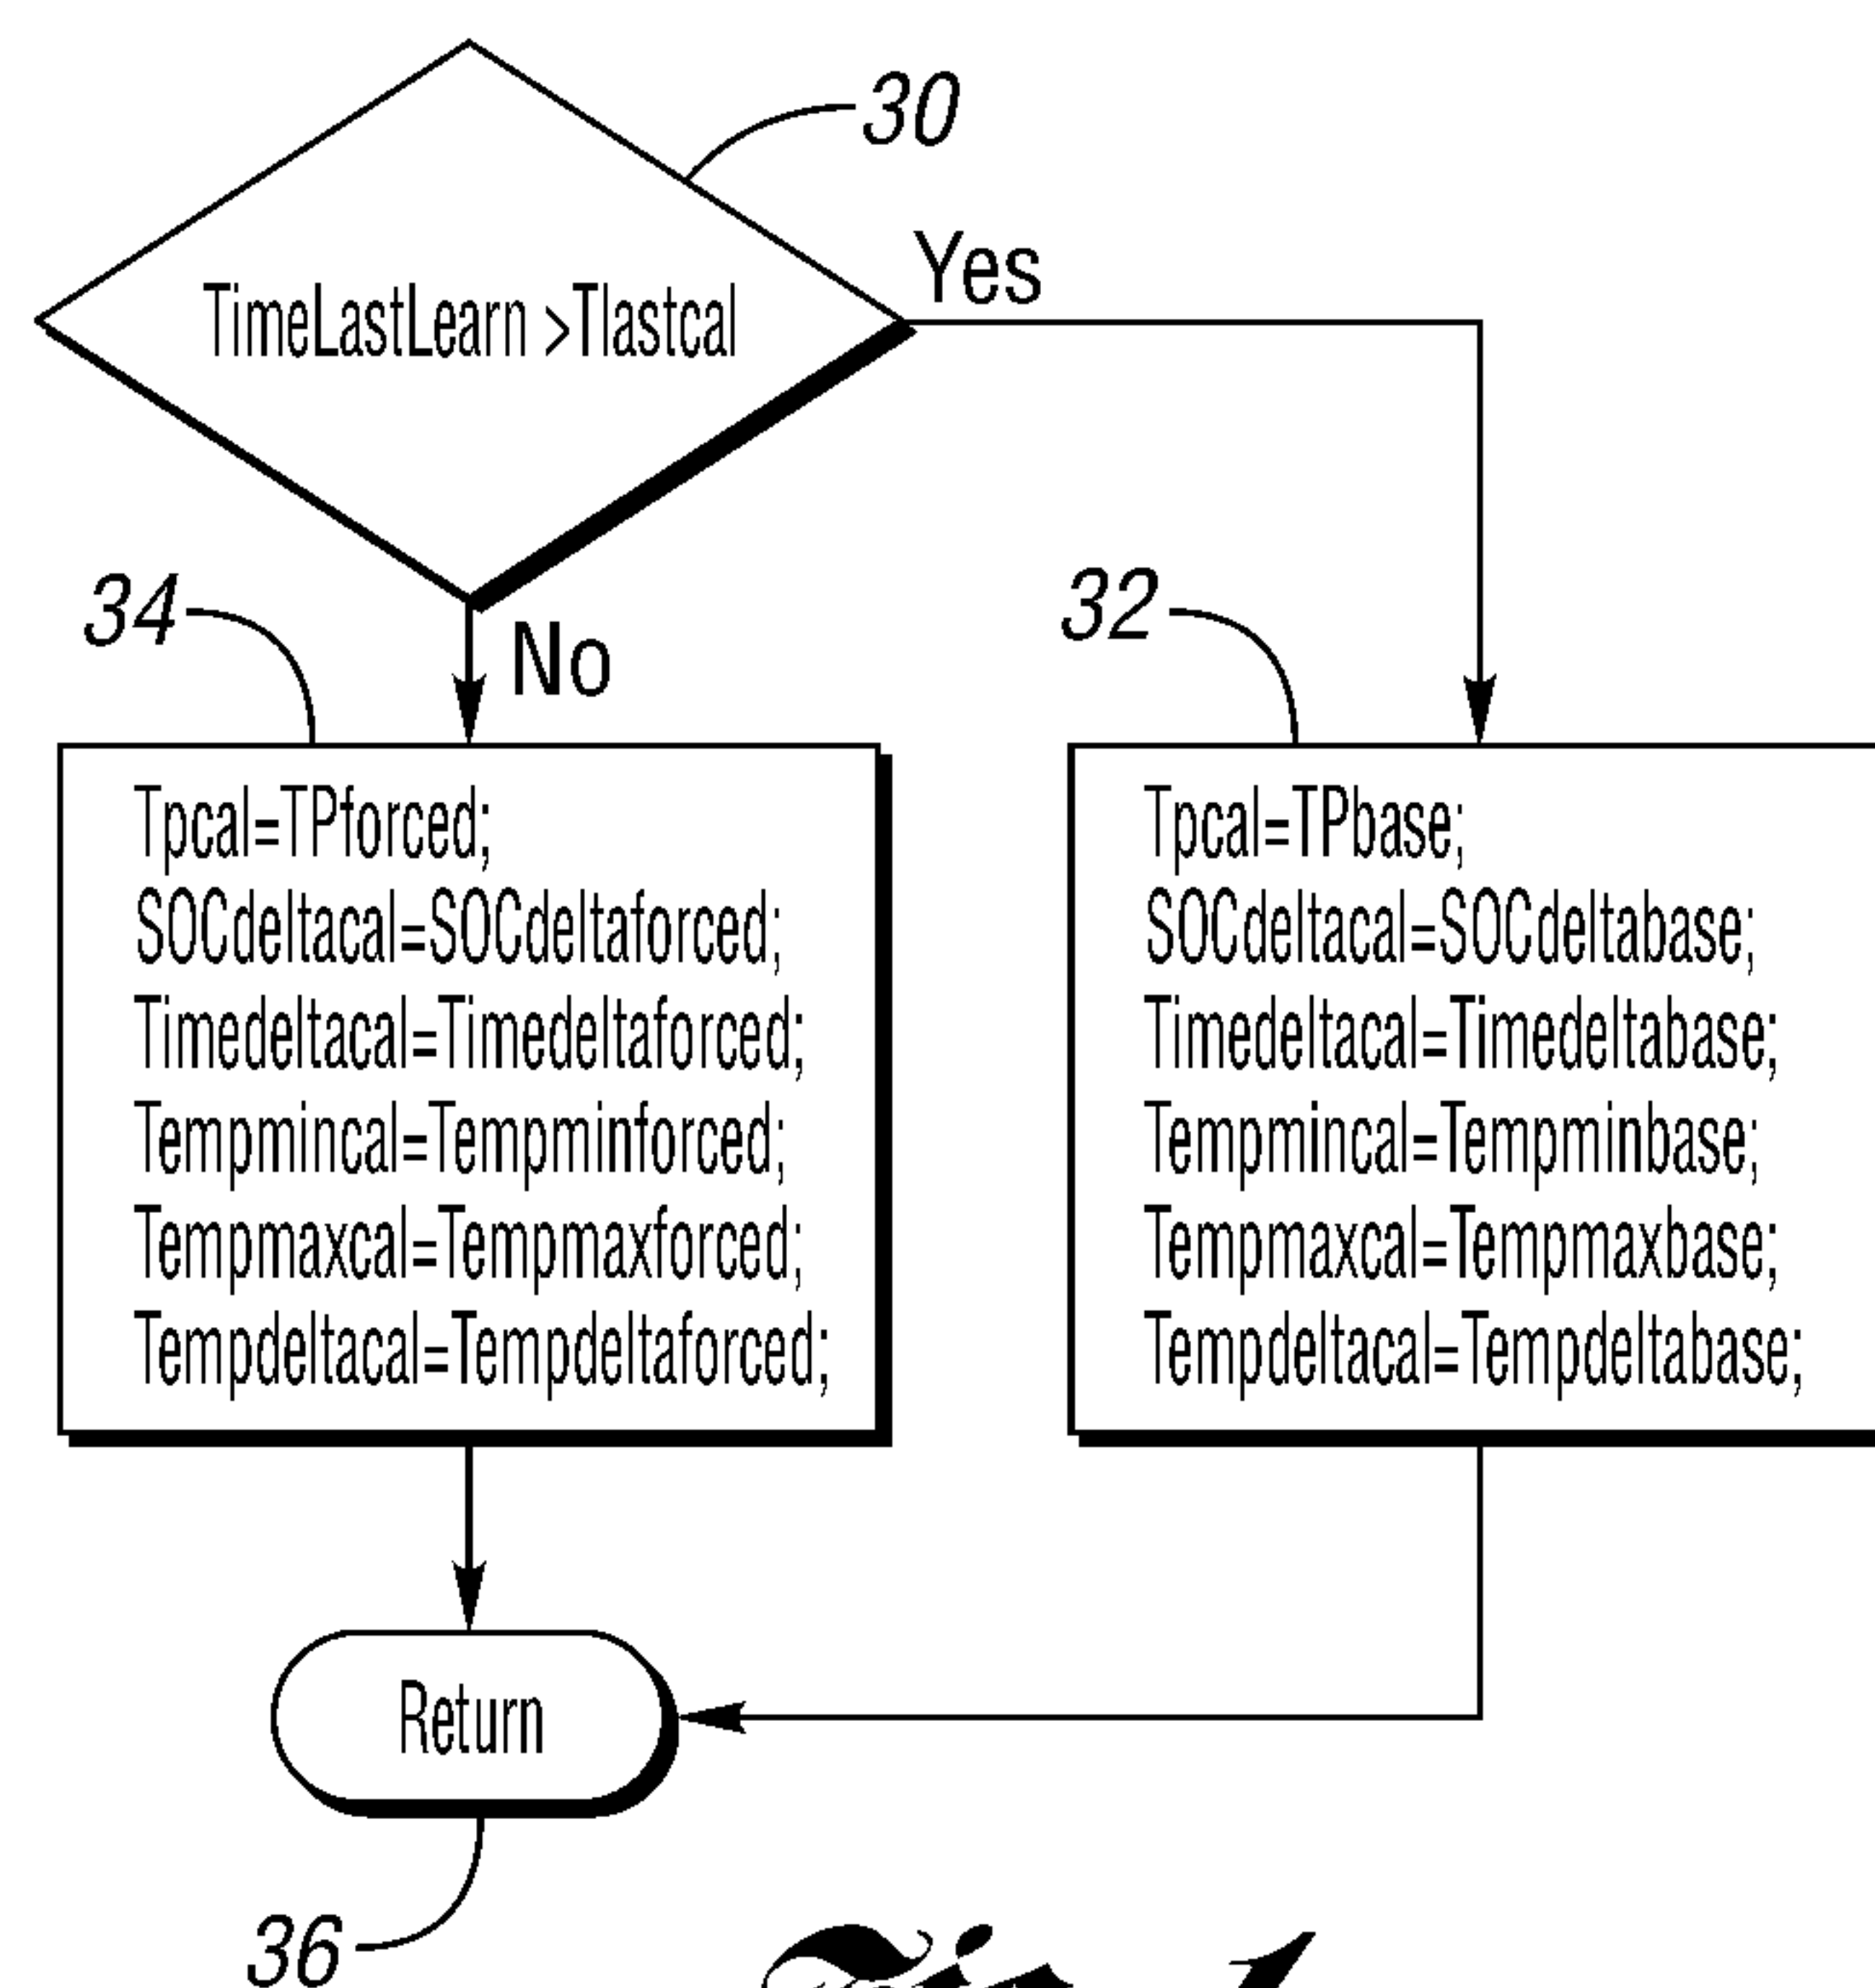 30
TimeLastLearn >Tlastcal
Yes
No
34
32
Tpcal=TPforced;
SOCdeltacal=SOCdeltaforced;
Timedeltacal=Timedeltaforced;
Tempmincal=Tempminforced;
Tempmaxcal=Tempmaxforced;
Tempdeltacal=Tempdeltaforced;
Tpcal=TPbase;
SOCdeltacal=SOCdeltabase;
Timedeltacal=Timedeltabase;
Tempmincal=Tempminbase;
Tempmaxcal=Tempmaxbase;
Tempdeltacal=Tempdeltabase;
Return
36